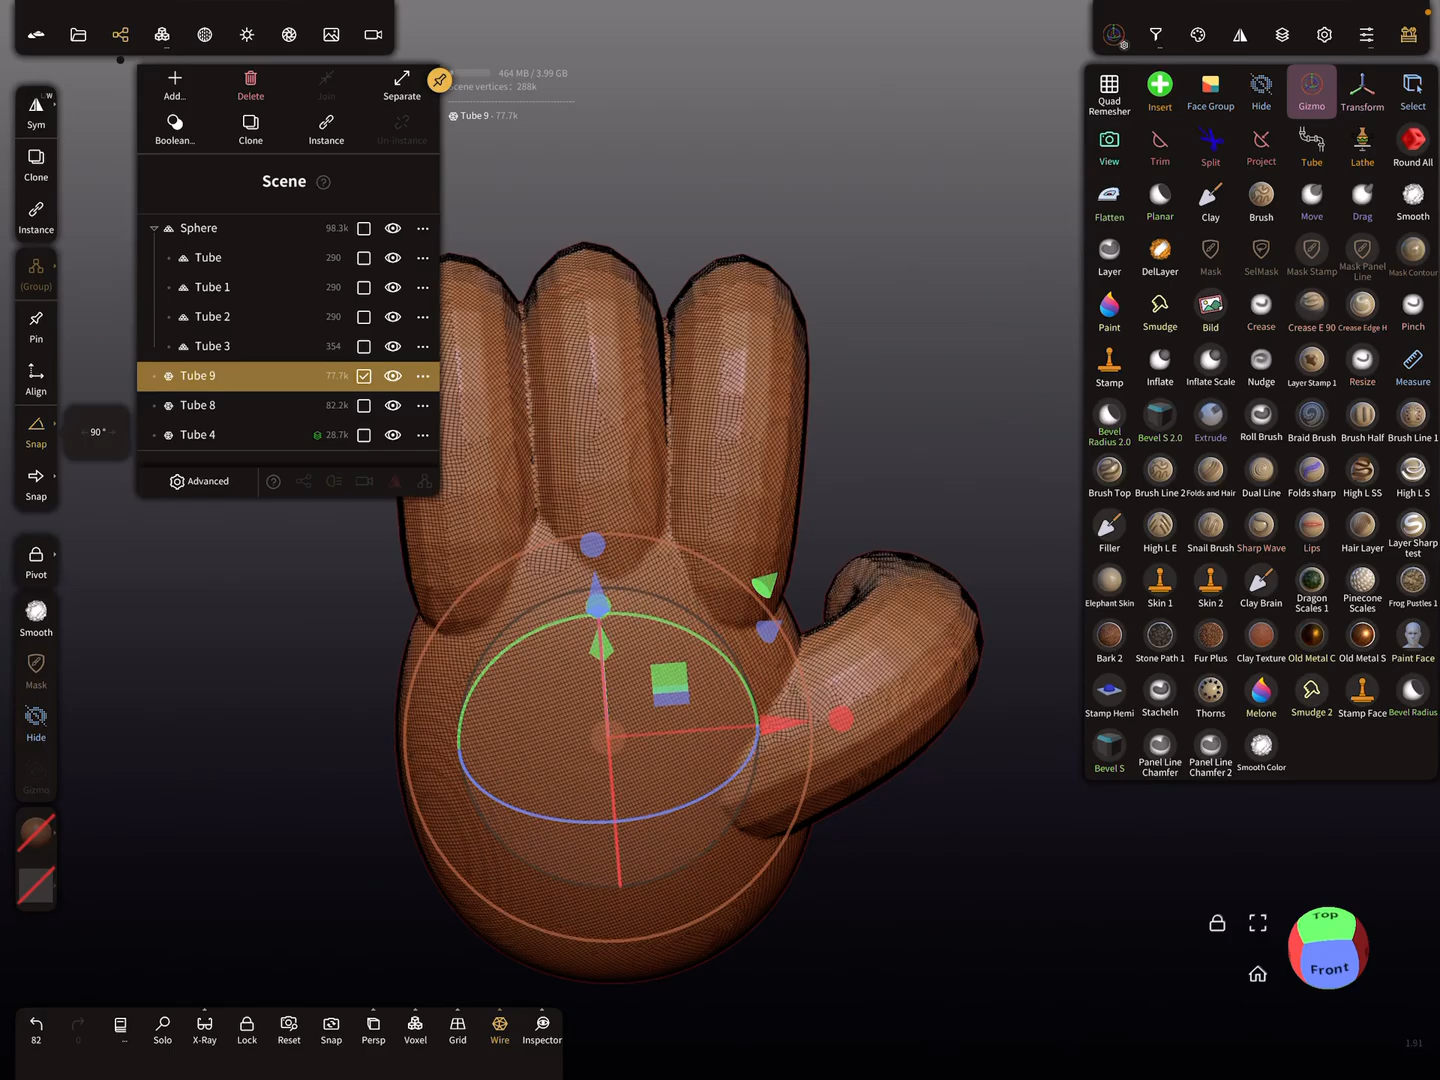 Add...
Delete
Join
Separate
Boolean...
Clone
Instance
Un-instance
464 MB / 3.99 GB
Scene vertices: 288k
Tube 9 - 77.7k
Scene
Sphere 98.3k
Tube 290
Tube 1 290
Tube 2 290
Tube 3 354
Tube 9 77.7k
Tube 8 82.2k
Tube 4 28.7k
Advanced
W
Sym
Clone
Instance
(Group)
Pin
Align
Snap
90°
Snap
Pivot
Smooth
Mask
Hide
Gizmo
Quad Remesher
Insert
Face Group
Hide
Gizmo
Transform
Select
View
Trim
Split
Project
Tube
Lathe
Round All
Flatten
Planar
Clay
Brush
Move
Drag
Smooth
Layer
DelLayer
Mask
SelMask
Mask Stamp
Mask Panel Line
Mask Contour
Paint
Smudge
Bild
Crease
Crease E 90
Crease Edge H
Pinch
Stamp
Inflate
Inflate Scale
Nudge
Layer Stamp 1
Resize
Measure
Bevel Radius 2.0
Bevel S 2.0
Extrude
Roll Brush
Braid Brush
Brush Half
Brush Line 1
Brush Top
Brush Line 2
Folds and Hair
Dual Line
Folds sharp
High L SS
High L S
Filler
High L E
Snail Brush
Sharp Wave
Lips
Hair Layer
Layer Sharp test
Elephant Skin
Skin 1
Skin 2
Clay Brain
Dragon Scales 1
Pinecone Scales
Frog Pustles 1
Bark 2
Stone Path 1
Fur Plus
Clay Texture
Old Metal C
Old Metal S
Paint Face
Stamp Hemi
Stacheln
Thorns
Melone
Smudge 2
Stamp Face
Bevel Radius
Bevel S
Panel Line Chamfer
Panel Line Chamfer 2
Smooth Color
Top
Front
82
0
...
Solo
X-Ray
Lock
Reset
Snap
Persp
Voxel
Grid
Wire
Inspector
1.91